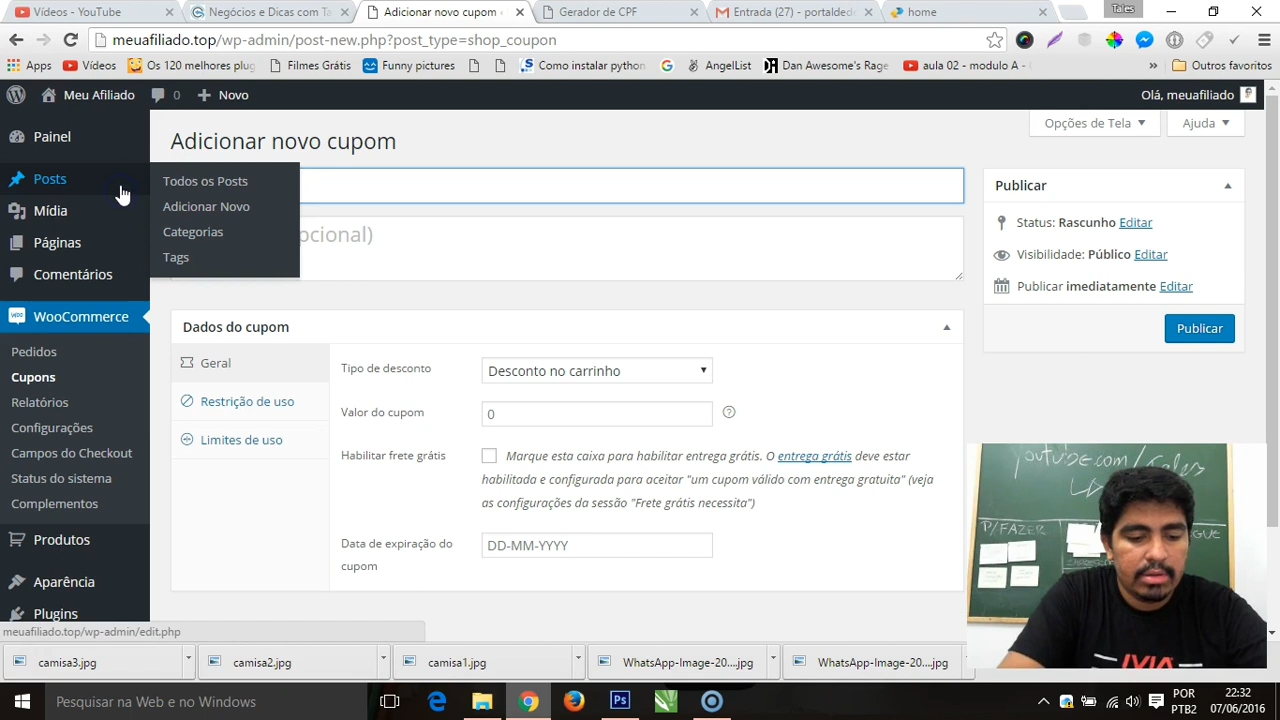 Vídeos - YouTube
Negócios e Dicas com Ta
Adicionar novo cupom
Gerador de CPF
Entrada (27) - portalded
home
Tales
meuafiliado.top/wp-admin/post-new.php?post_type=shop_coupon
Apps
Vídeos
Os 120 melhores plug
Filmes Grátis
Funny pictures
Como instalar python
AngelList
Dan Awesome's Rage
aula 02 - modulo A -
»
Outros favoritos
Meu Afiliado
0
Novo
Olá, meuafiliado
Painel
Posts
Mídia
Páginas
Comentários
WooCommerce
Pedidos
Cupons
Relatórios
Configurações
Campos do Checkout
Status do sistema
Complementos
Produtos
Aparência
Plugins
Todos os Posts
Adicionar Novo
Categorias
Tags
Opções de Tela
Ajuda
Adicionar novo cupom
pcional)
Dados do cupom
Geral
Restrição de uso
Limites de uso
Tipo de desconto
Desconto no carrinho
Valor do cupom
0
Habilitar frete grátis
Marque esta caixa para habilitar entrega grátis. O entrega grátis deve estar
habilitada e configurada para aceitar "um cupom válido com entrega gratuita" (veja
as configurações da sessão "Frete grátis necessita")
Data de expiração do
cupom
DD-MM-YYYY
Publicar
Status: Rascunho Editar
Visibilidade: Público Editar
Publicar imediatamente Editar
Publicar
youtube.com/
P/FAZER
meuafiliado.top/wp-admin/edit.php
camisa3.jpg
camisa2.jpg
camisa1.jpg
WhatsApp-Image-20....jpg
WhatsApp-Image-20....jpg
Pesquisar na Web e no Windows
POR
PTB2
22:32
07/06/2016